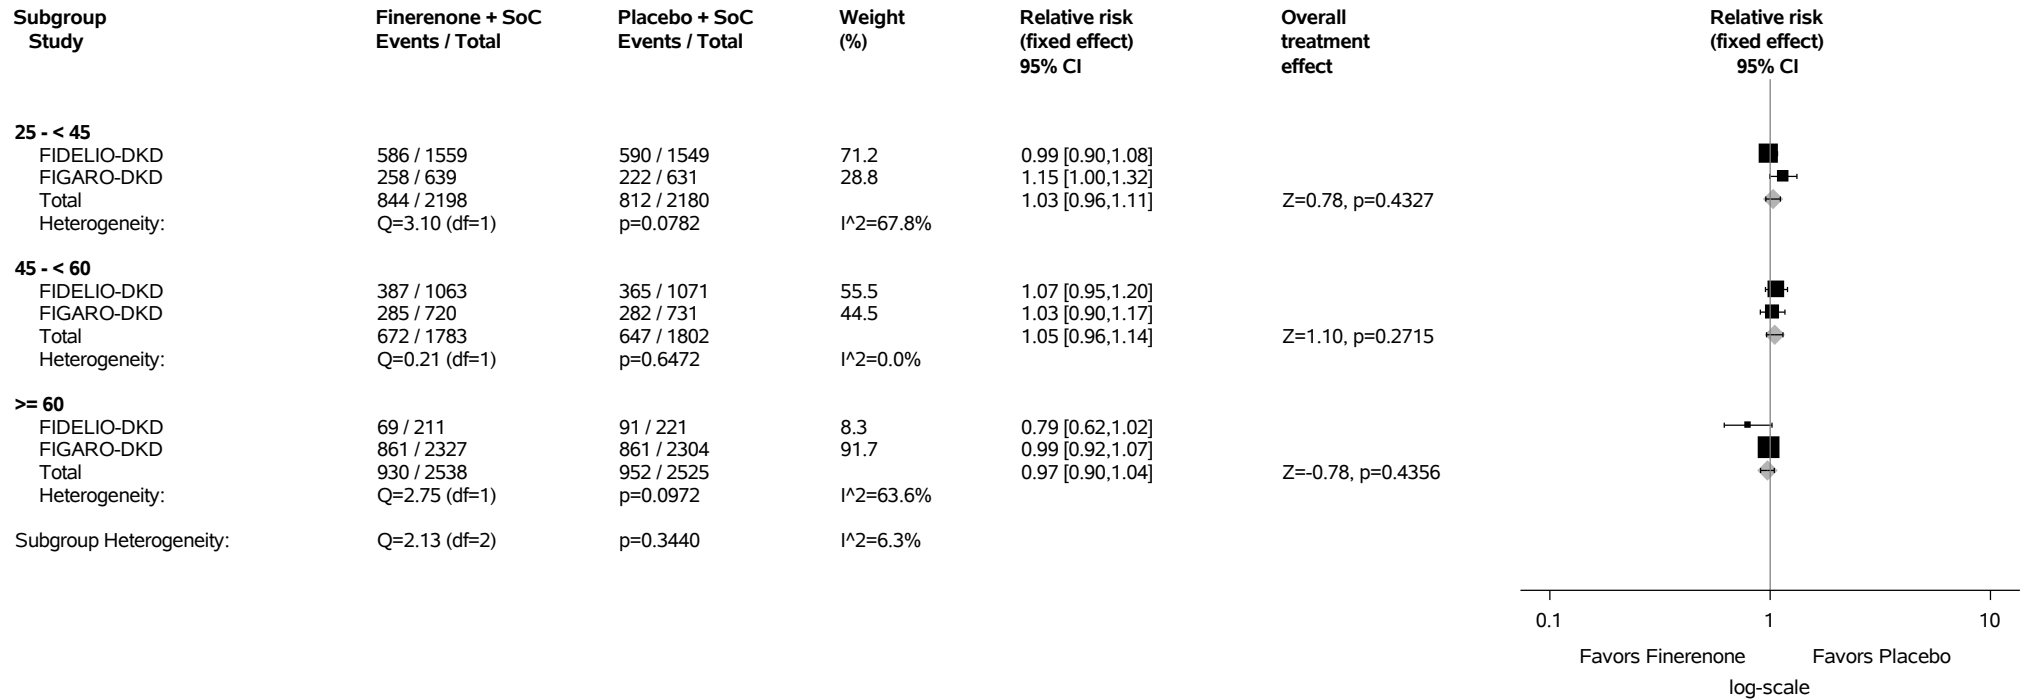 Subgroup Finerenone + SoC Placebo + SoC Weight Relative risk Overall Relative risk
Study Events / Total Events / Total (%) (fixed effect) treatment (fixed effect)
95% CI effect 95% CI
25 - < 45
FIDELIO-DKD 586 / 1559 590 / 1549 71.2 0.99 [0.90,1.08]
FIGARO-DKD 258 / 639 222 / 631 28.8 1.15 [1.00,1.32]
Total 844 / 2198 812 / 2180 1.03 [0.96,1.11] Z=0.78, p=0.4327
Heterogeneity: Q=3.10 (df=1) p=0.0782 I^2=67.8%
45 - < 60
FIDELIO-DKD 387 / 1063 365 / 1071 55.5 1.07 [0.95,1.20]
FIGARO-DKD 285 / 720 282 / 731 44.5 1.03 [0.90,1.17]
Total 672 / 1783 647 / 1802 1.05 [0.96,1.14] Z=1.10, p=0.2715
Heterogeneity: Q=0.21 (df=1) p=0.6472 I^2=0.0%
>= 60
FIDELIO-DKD 69 / 211 91 / 221 8.3 0.79 [0.62,1.02]
FIGARO-DKD 861 / 2327 861 / 2304 91.7 0.99 [0.92,1.07]
Total 930 / 2538 952 / 2525 0.97 [0.90,1.04] Z=-0.78, p=0.4356
Heterogeneity: Q=2.75 (df=1) p=0.0972 I^2=63.6%
Subgroup Heterogeneity: Q=2.13 (df=2) p=0.3440 I^2=6.3%
0.1 1 10
Favors Finerenone Favors Placebo
log-scale